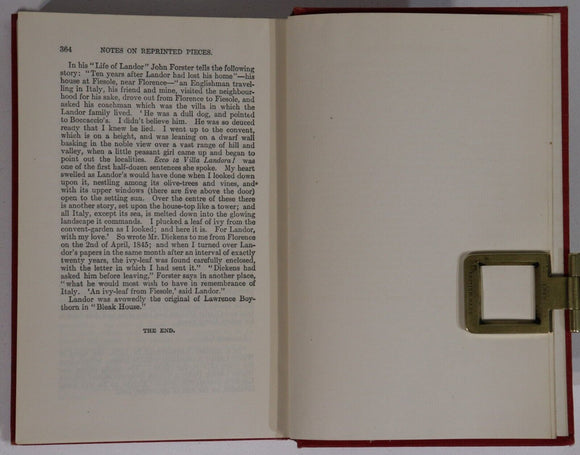 364 NOTES ON REPRINTED PIECES.
In his "Life of Landor" John Forster tells the following
story: "Ten years after Landor had lost his home"—his
house at Fiesole, near Florence—"an Englishman travel-
ling in Italy, his friend and mine, visited the neighbour-
hood for his sake, drove out from Florence to Fiesole, and
asked his coachman which was the villa in which the
Landor family lived. 'He was a dull dog, and pointed
to Boccaccio's. I didn't believe him. He was so deuced
ready that I knew he lied. I went up to the convent,
which is on a height, and was leaning on a dwarf wall
basking in the noble view over a vast range of hill and
valley, when a little peasant girl came up and began to
point out the localities. Ecco la Villa Landora! was
one of the first half-dozen sentences she spoke. My heart
swelled as Landor's would have done when I looked down
upon it, nestling among its olive-trees and vines, and
with its upper windows (there are five above the door)
open to the setting sun. Over the centre of these there
is another story, set upon the house-top like a tower; and
all Italy, except its sea, is melted down into the glowing
landscape it commands. I plucked a leaf of ivy from the
convent-garden as I looked; and here it is. For Landor,
with my love.' So wrote Mr. Dickens to me from Florence
on the 2nd of April, 1845; and when I turned over Lan-
dor's papers in the same month after an interval of exactly
twenty years, the ivy-leaf was found carefully enclosed,
with the letter in which I had sent it." "Dickens had
asked him before leaving," Forster says in another place,
"what he would most wish to have in remembrance of
Italy. 'An ivy-leaf from Fiesole,' said Landor."
Landor was avowedly the original of Lawrence Boy-
thorn in "Bleak House."
THE END.